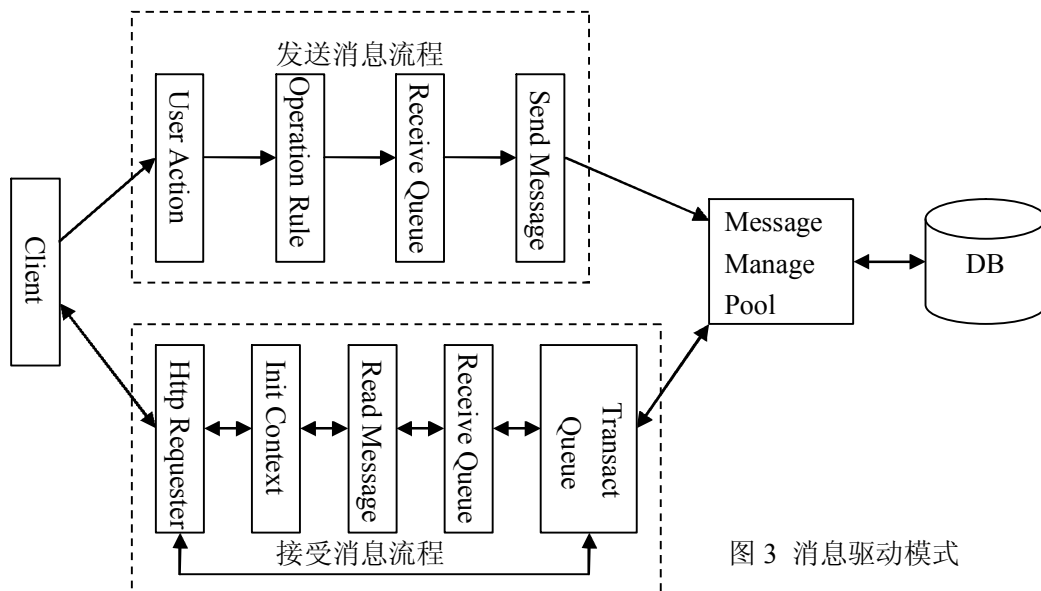 发送消息流程
User Action
Operation Rule
Receive Queue
Send Message
Client
Message
Manage
Pool
DB
Http Requester
Init Context
Read Message
Receive Queue
Transact
Queue
接受消息流程
图 3 消息驱动模式